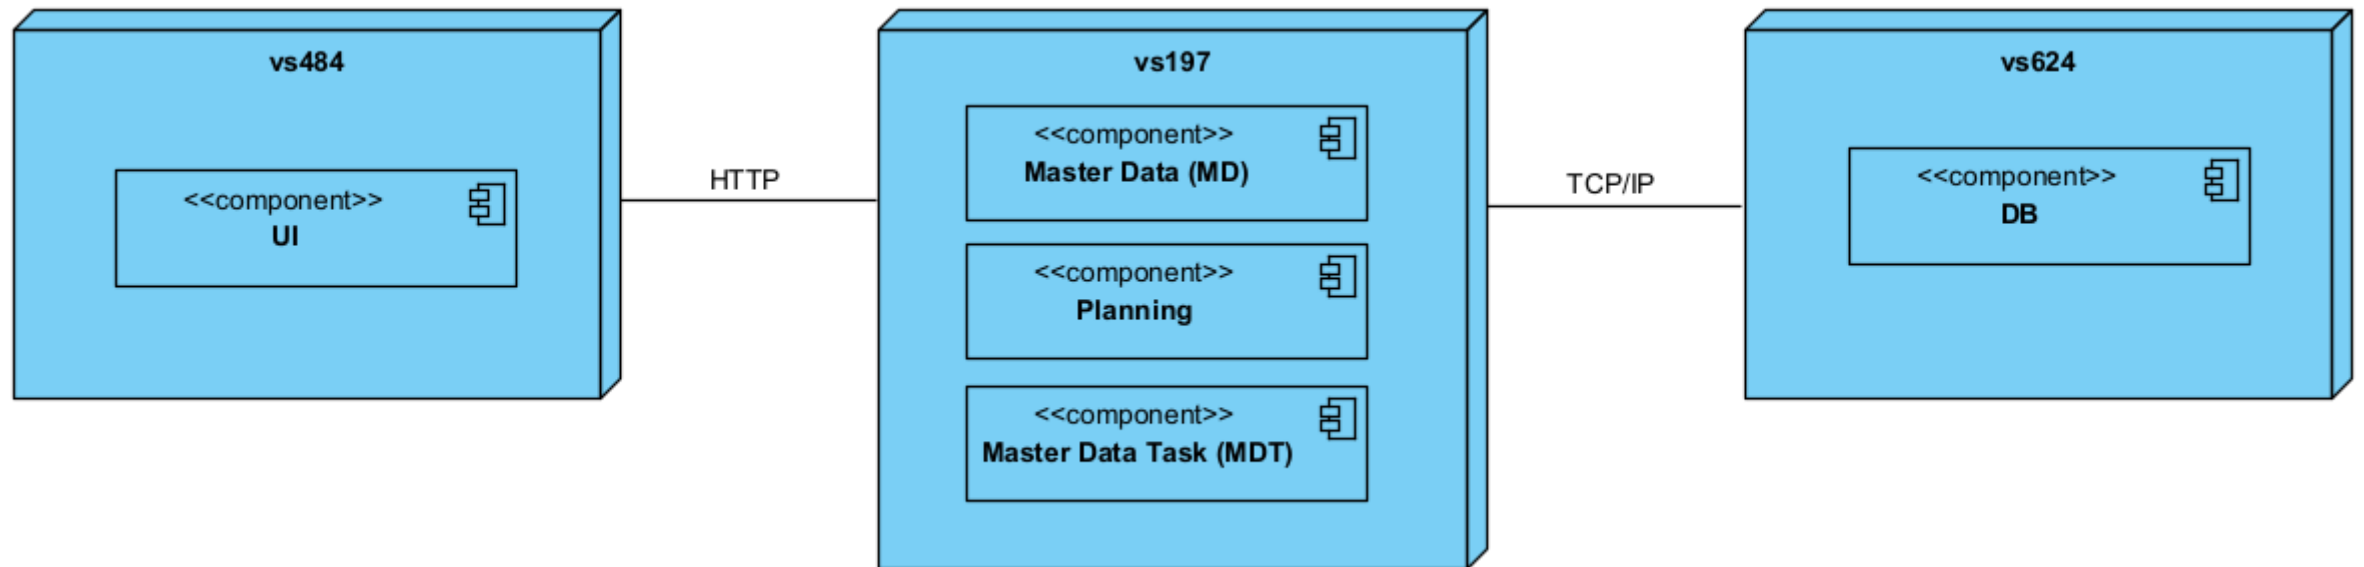 vs484
<<component>>
UI
HTTP
vs197
<<component>>
Master Data (MD)
<<component>>
Planning
<<component>>
Master Data Task (MDT)
TCP/IP
vs624
<<component>>
DB